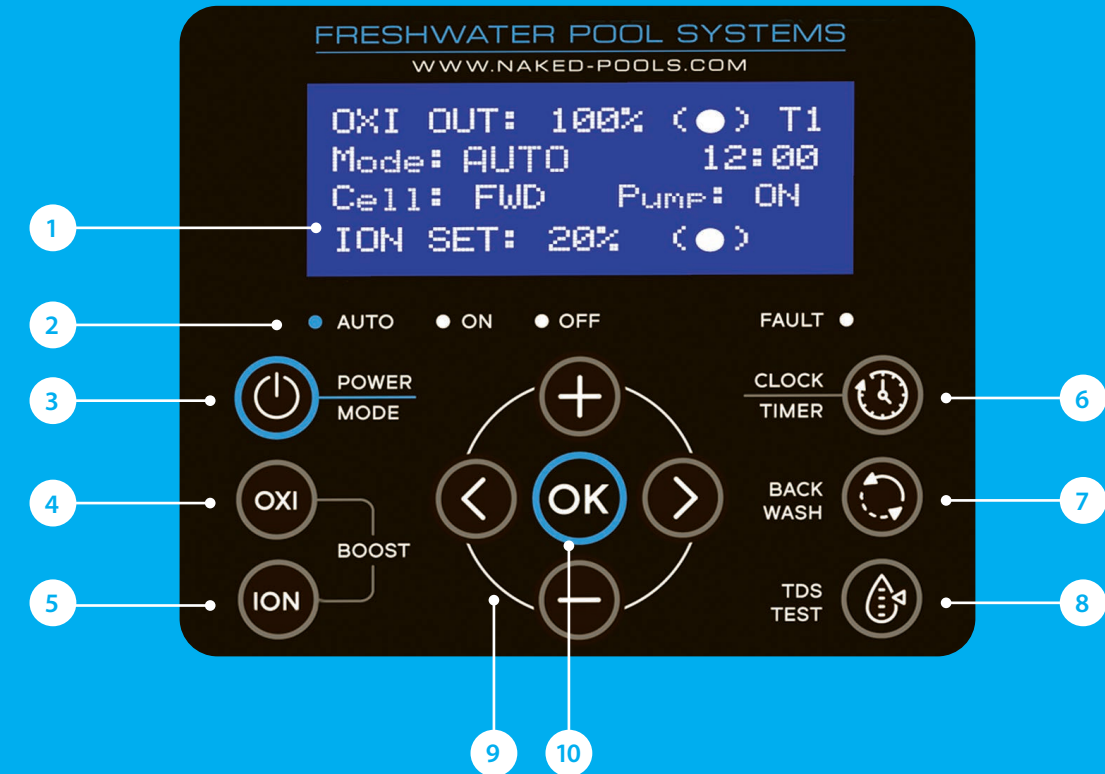 FRESHWATER POOL SYSTEMS
WWW.NAKED-POOLS.COM
OXI OUT: 100% (●) T1
Mode: AUTO 12:00
Cell: FWD Pump: ON
ION SET: 20% (●)
1
2
AUTO ON OFF FAULT
3
POWER
MODE
CLOCK
TIMER
6
4
OXI
OK
BACK
WASH
7
BOOST
5
ION
TDS
TEST
8
9
10